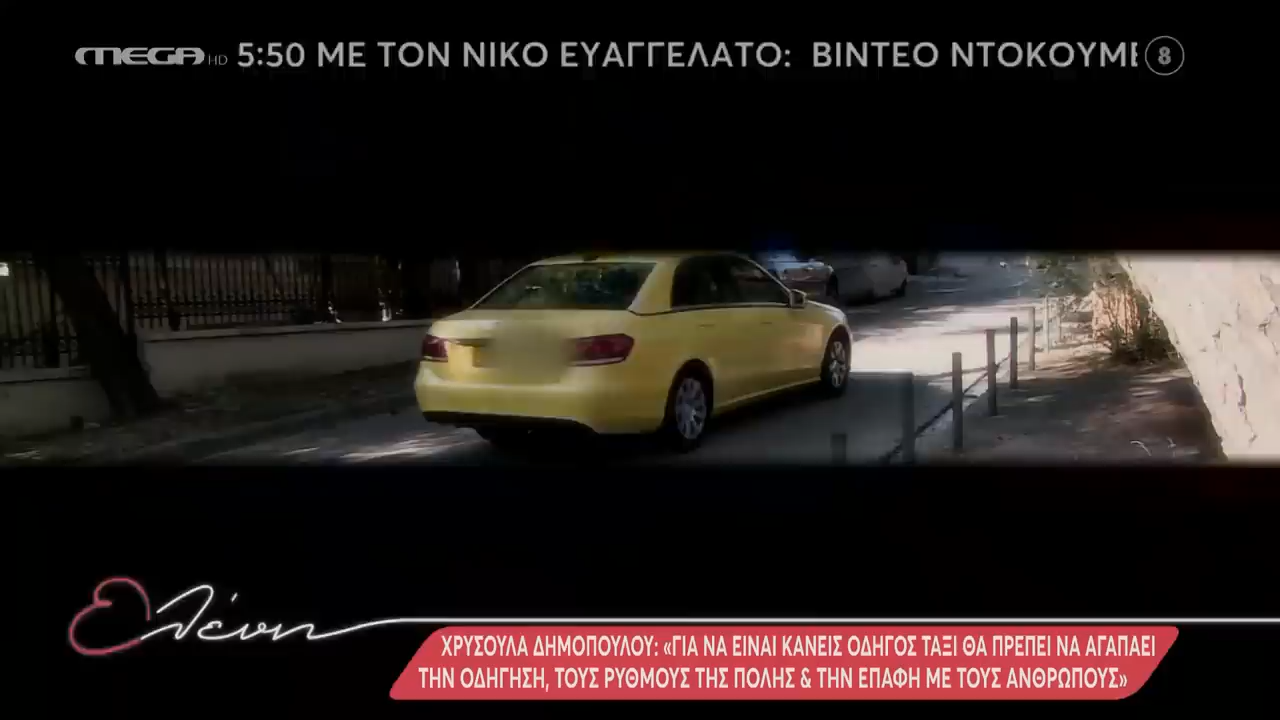 MEGA HD 5:50 ΜΕ ΤΟΝ ΝΙΚΟ ΕΥΑΓΓΕΛΑΤΟ: ΒΙΝΤΕΟ ΝΤΟΚΟΥΜΕ 8
Ελένη
ΧΡΥΣΟΥΛΑ ΔΗΜΟΠΟΥΛΟΥ: «ΓΙΑ ΝΑ ΕΙΝΑΙ ΚΑΝΕΙΣ ΟΔΗΓΟΣ ΤΑΞΙ ΘΑ ΠΡΕΠΕΙ ΝΑ ΑΓΑΠΑΕΙ
ΤΗΝ ΟΔΗΓΗΣΗ, ΤΟΥΣ ΡΥΘΜΟΥΣ ΤΗΣ ΠΟΛΗΣ & ΤΗΝ ΕΠΑΦΗ ΜΕ ΤΟΥΣ ΑΝΘΡΩΠΟΥΣ»